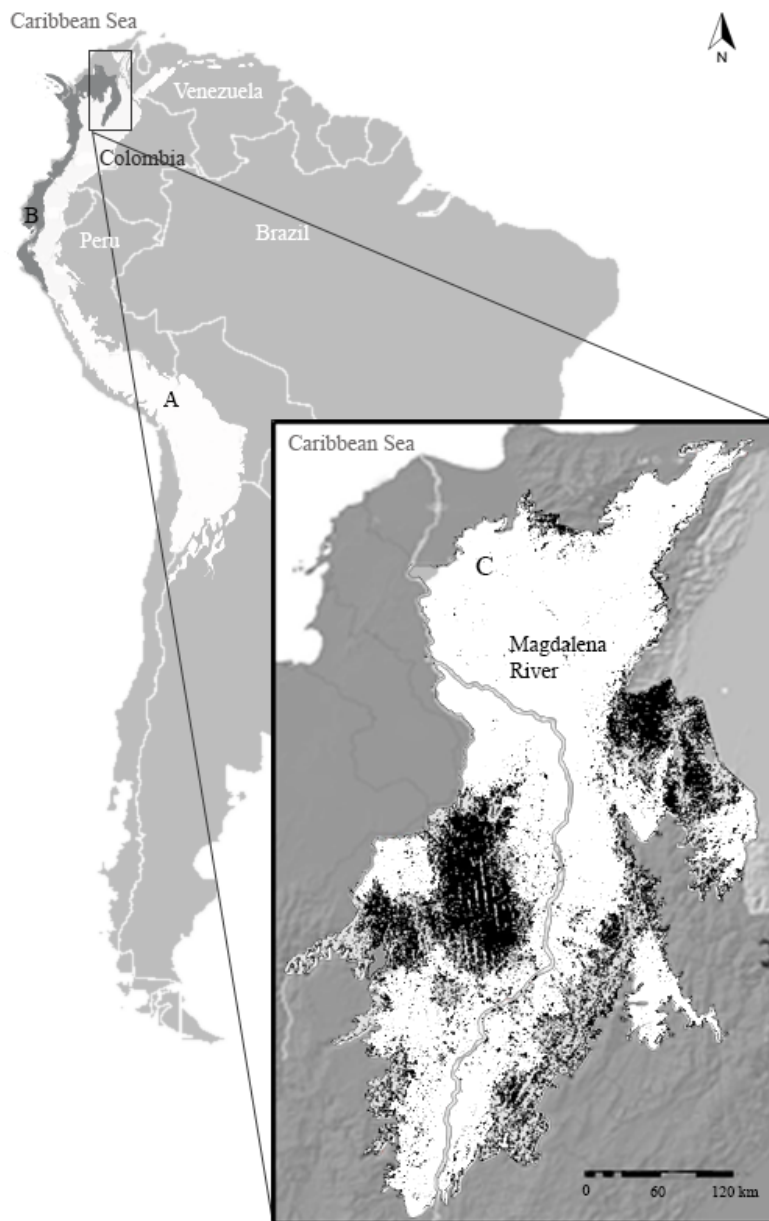 Caribbean Sea
N
Venezuela
Colombia
B
Peru
Brazil
A
Caribbean Sea
C
Magdalena
River
0 60 120 km